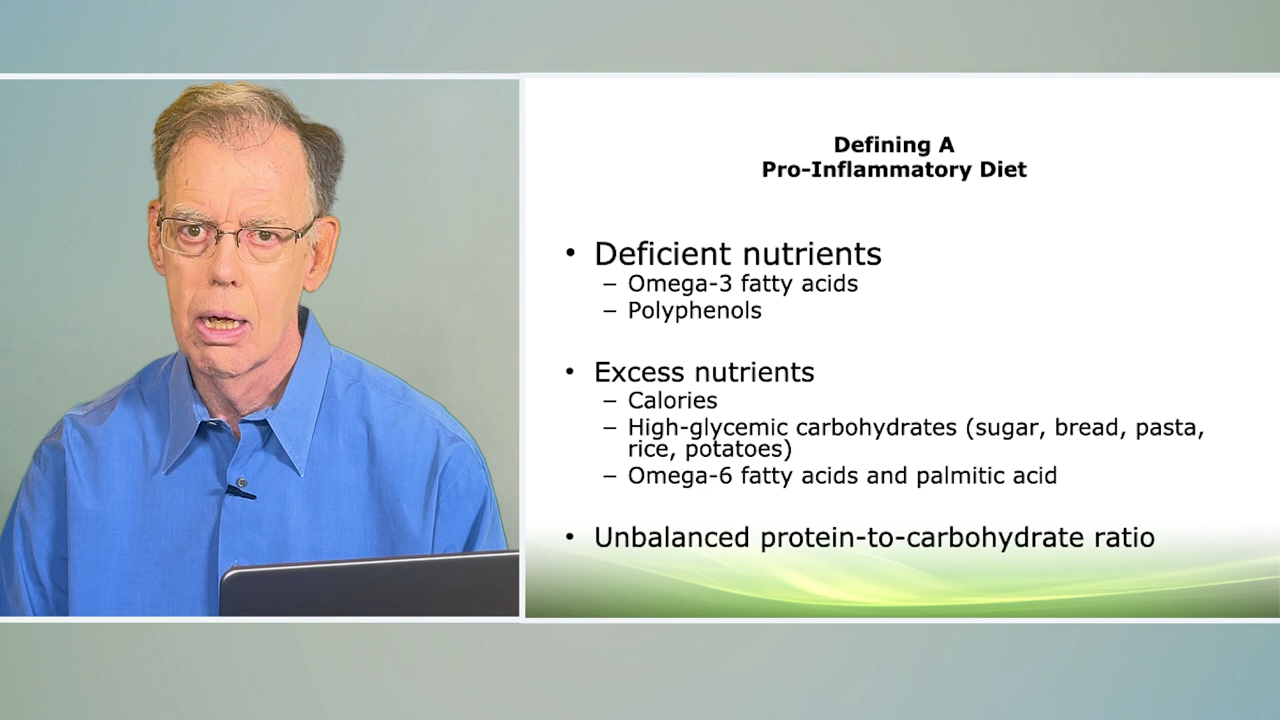 Defining A
Pro-Inflammatory Diet
• Deficient nutrients
– Omega-3 fatty acids
– Polyphenols
• Excess nutrients
– Calories
– High-glycemic carbohydrates (sugar, bread, pasta,
rice, potatoes)
– Omega-6 fatty acids and palmitic acid
• Unbalanced protein-to-carbohydrate ratio